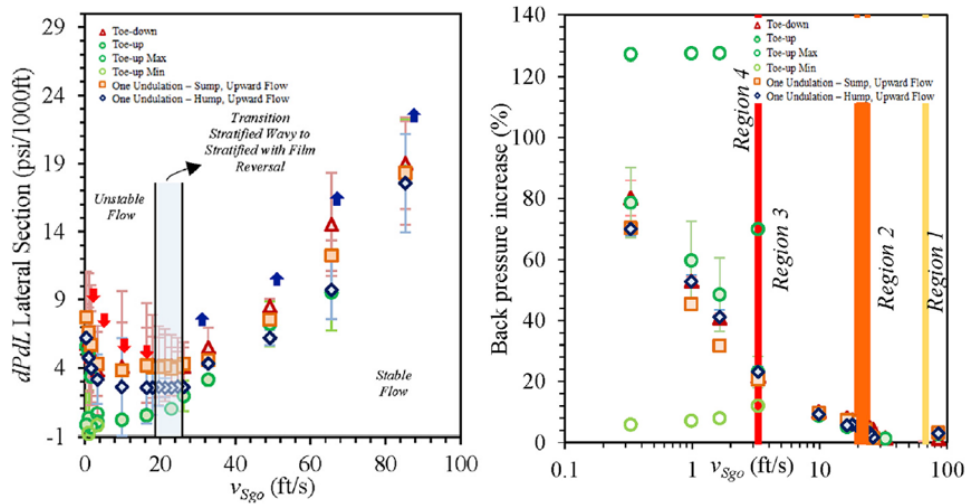 29
24
19
14
9
4
-1
dPdL Lateral Section (psi/1000ft)
Toe-down
Toe-up
Toe-up Max
Toe-up Min
One Undulation – Sump, Upward Flow
One Undulation – Hump, Upward Flow
Transition
Stratified Wavy to
Stratified with Film
Reversal
Unstable
Flow
Stable
Flow
0 20 40 60 80 100
vSgo (ft/s)
140
120
100
80
60
40
20
0
Back pressure increase (%)
Toe-down
Toe-up
Toe-up Max
Toe-up Min
One Undulation – Sump, Upward Flow
One Undulation – Hump, Upward Flow
Region 4
Region 3
Region 2
Region 1
0.1 1 10 100
vSgo (ft/s)